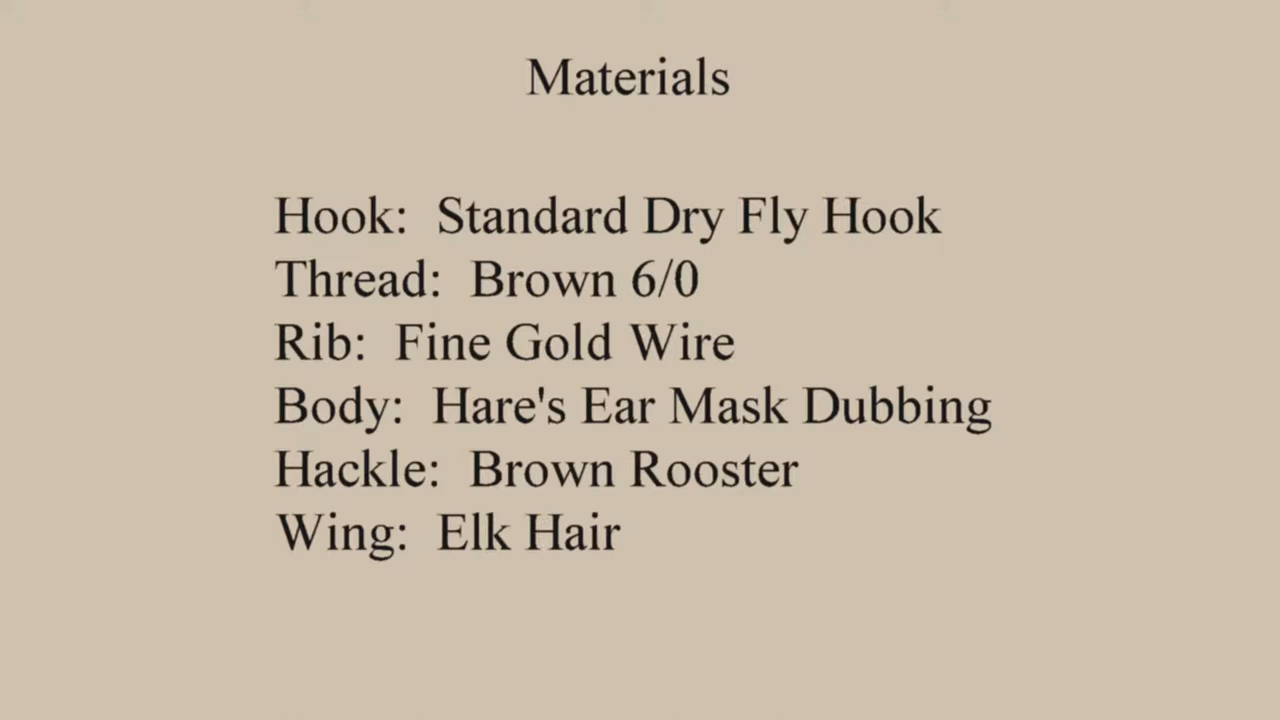 Materials
Hook:  Standard Dry Fly Hook
Thread:  Brown 6/0
Rib:  Fine Gold Wire
Body:  Hare's Ear Mask Dubbing
Hackle:  Brown Rooster
Wing:  Elk Hair